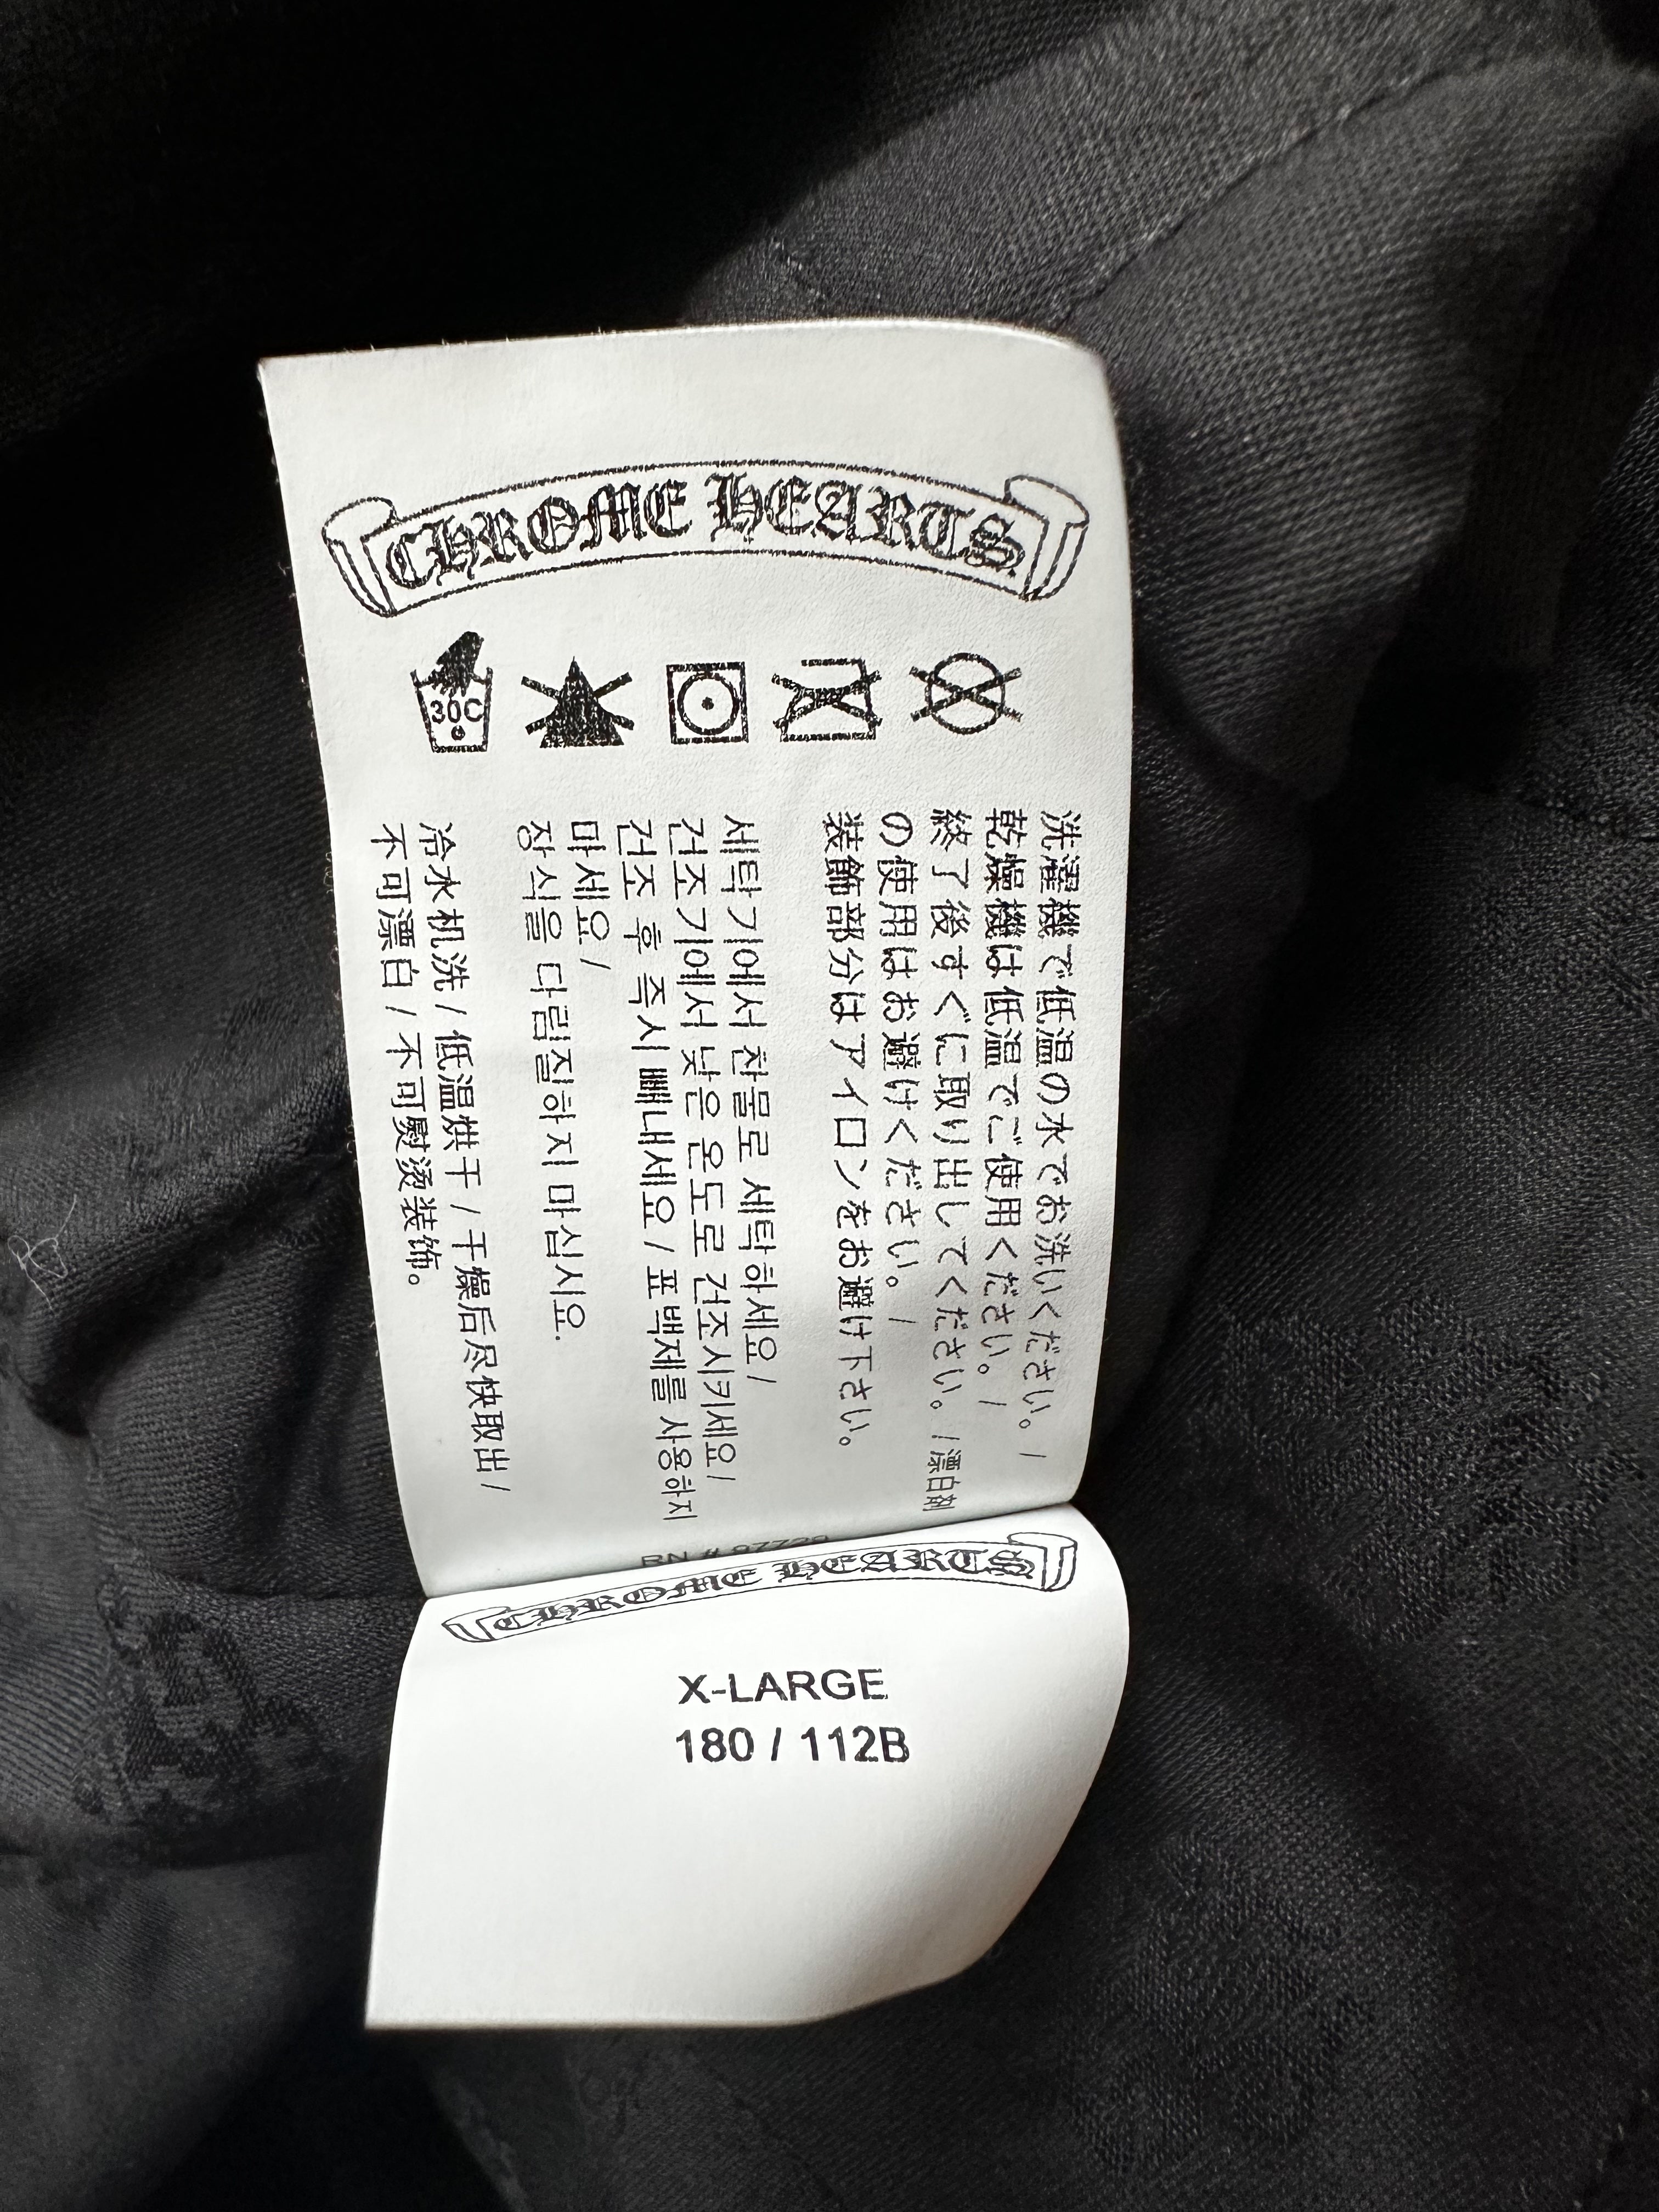 CHROME HEARTS
30C
洗濯機で低温の水でお洗いください。/
乾燥機は低温でご使用ください。/
終了後すぐに取り出してください。/漂白剤
の使用はお避けください。/
装飾部分はアイロンをお避け下さい。
세탁기에서 찬물로 세탁하세요/
건조기에서 낮은 온도로 건조시키세요/
건조 후 즉시 빼내세요/ 표백제를 사용하지
마세요/
장식을 다림질하지 마십시요.
冷水机洗/ 低温烘干/ 干燥后尽快取出/
不可漂白/ 不可熨烫装饰。
RN #
CHROME HEARTS
X-LARGE
180 / 112B